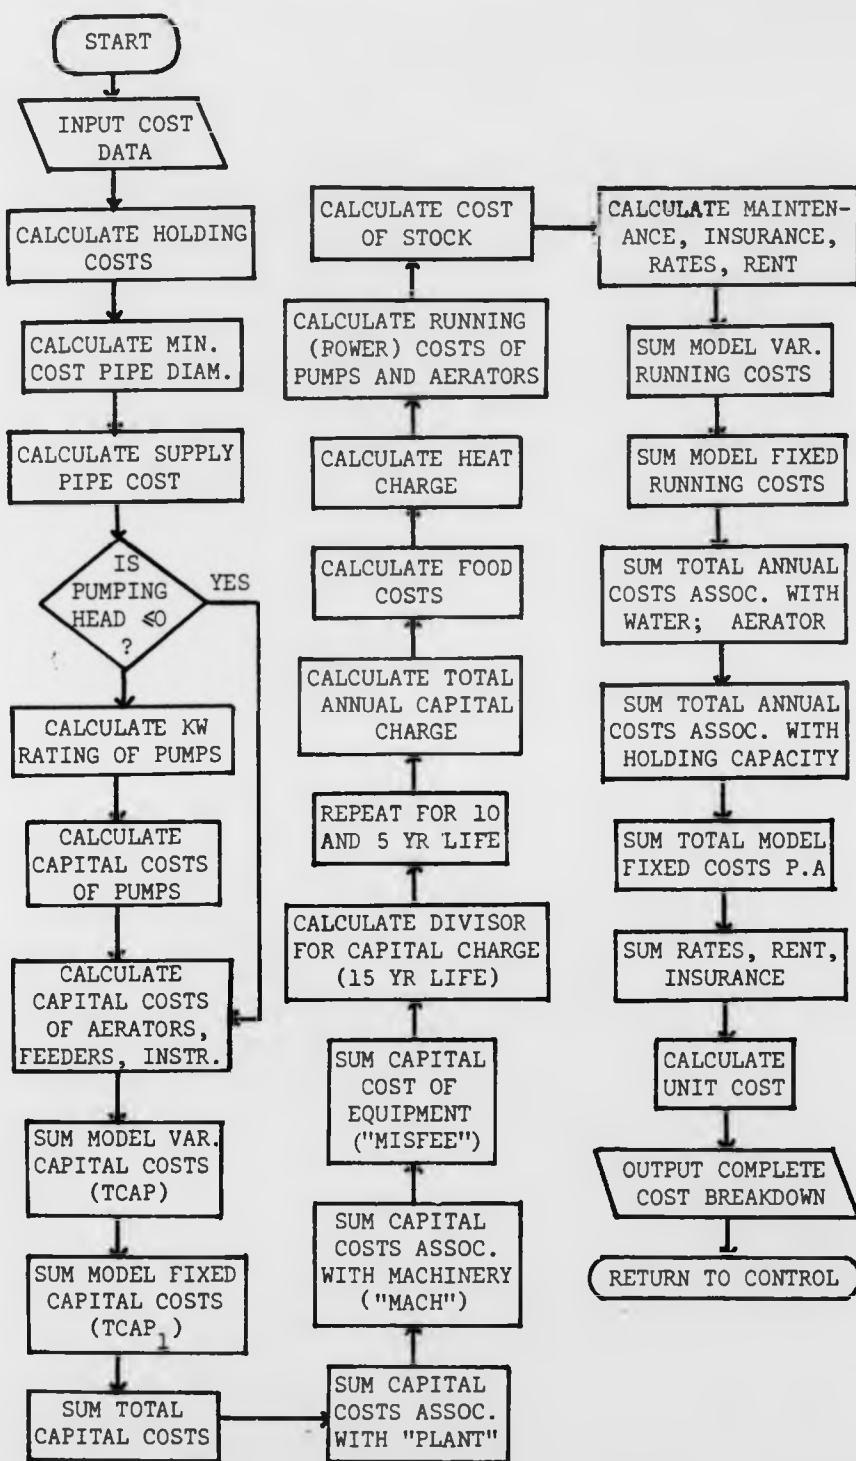 START
INPUT COST
DATA
CALCULATE HOLDING
COSTS
CALCULATE MIN.
COST PIPE DIAM.
CALCULATE SUPPLY
PIPE COST
IS
PUMPING
HEAD ⩽0
?
YES
CALCULATE KW
RATING OF PUMPS
CALCULATE
CAPITAL COSTS
OF PUMPS
CALCULATE
CAPITAL COSTS
OF AERATORS,
FEEDERS, INSTR.
SUM MODEL VAR.
CAPITAL COSTS
(TCAP)
SUM MODEL FIXED
CAPITAL COSTS
(TCAP₁)
SUM TOTAL
CAPITAL COSTS
SUM CAPITAL
COSTS ASSOC.
WITH "PLANT"
SUM CAPITAL
COSTS ASSOC.
WITH MACHINERY
("MACH")
SUM CAPITAL
COST OF
EQUIPMENT
("MISFEE")
CALCULATE DIVISOR
FOR CAPITAL CHARGE
(15 YR LIFE)
REPEAT FOR 10
AND 5 YR LIFE
CALCULATE TOTAL
ANNUAL CAPITAL
CHARGE
CALCULATE FOOD
COSTS
CALCULATE HEAT
CHARGE
CALCULATE RUNNING
(POWER) COSTS OF
PUMPS AND AERATORS
CALCULATE COST
OF STOCK
CALCULATE MAINTEN-
ANCE, INSURANCE,
RATES, RENT
SUM MODEL VAR.
RUNNING COSTS
SUM MODEL FIXED
RUNNING COSTS
SUM TOTAL ANNUAL
COSTS ASSOC. WITH
WATER; AERATOR
SUM TOTAL ANNUAL
COSTS ASSOC. WITH
HOLDING CAPACITY
SUM TOTAL MODEL
FIXED COSTS P.A
SUM RATES, RENT,
INSURANCE
CALCULATE
UNIT COST
OUTPUT COMPLETE
COST BREAKDOWN
RETURN TO CONTROL